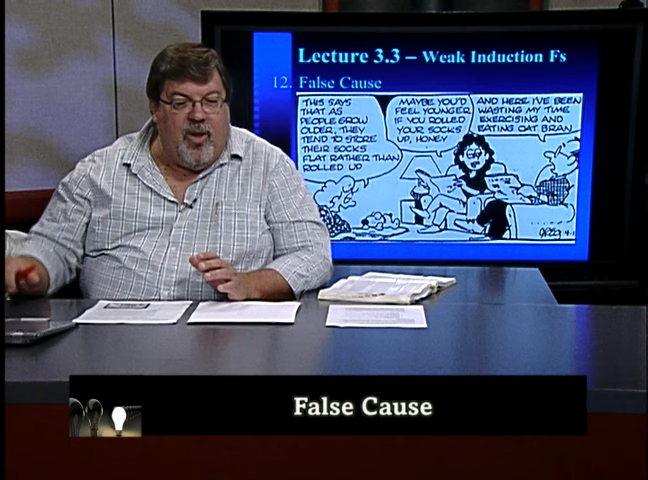 Lecture 3.3 – Weak Induction Fs
12. False Cause
THIS SAYS
THAT AS
PEOPLE GROW
OLDER, THEY
TEND TO STORE
THEIR SOCKS
FLAT RATHER THAN
ROLLED UP
MAYBE YOU'D
FEEL YOUNGER
IF YOU ROLLED
YOUR SOCKS
UP, HONEY
AND HERE I'VE BEEN
WASTING MY TIME
EXERCISING AND
EATING OAT BRAN
False Cause